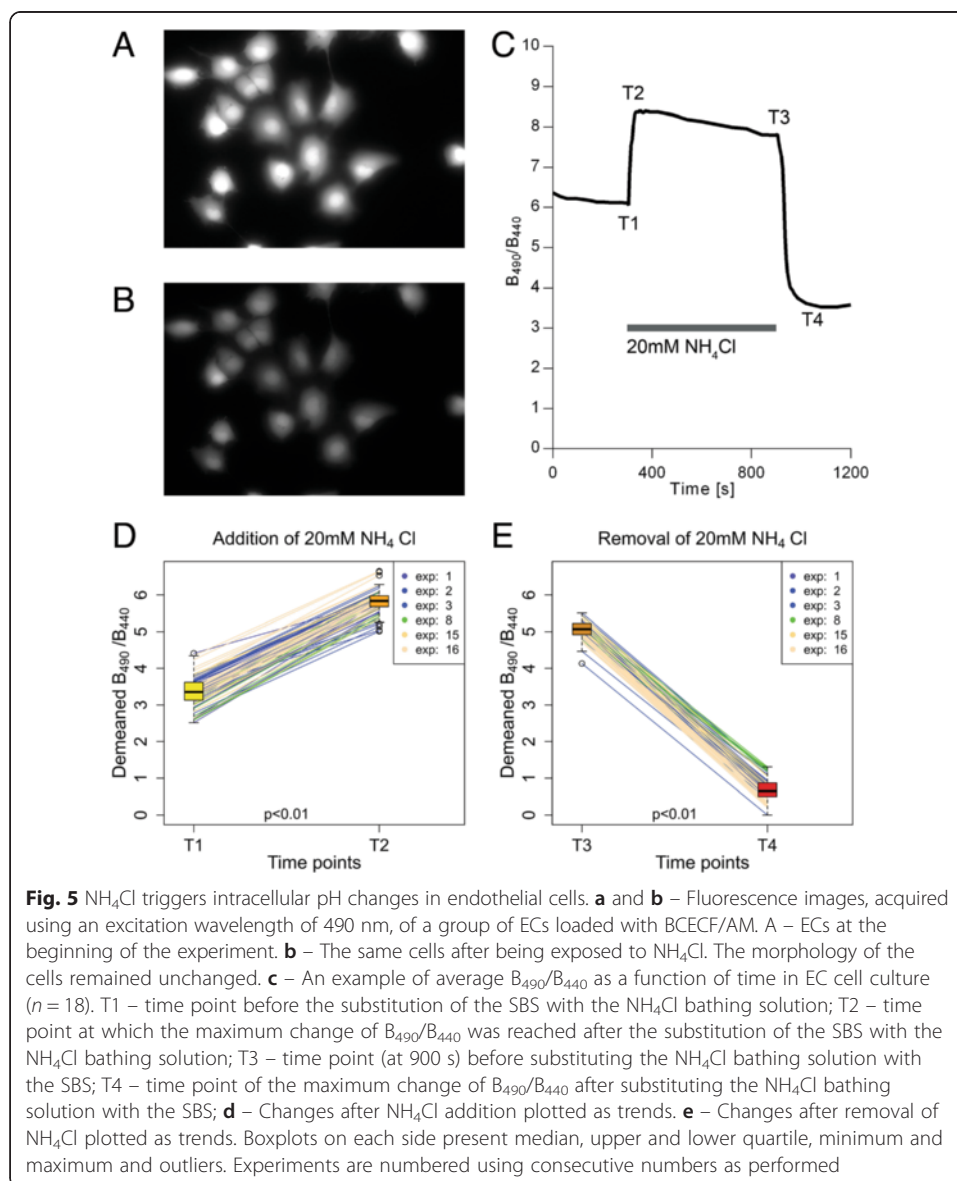 A
B
C
10
9
8
7
6
5
4
3
2
1
0
B490/B440
T2
T3
T1
T4
20mM NH4Cl
0 400 800 1200
Time [s]
D Addition of 20mM NH4 Cl
Demeaned B490/B440
6
5
4
3
2
1
0
exp: 1
exp: 2
exp: 3
exp: 8
exp: 15
exp: 16
p<0.01
T1 T2
Time points
E Removal of 20mM NH4 Cl
Demeaned B490/B440
6
5
4
3
2
1
0
exp: 1
exp: 2
exp: 3
exp: 8
exp: 15
exp: 16
p<0.01
T3 T4
Time points
Fig. 5 NH4Cl triggers intracellular pH changes in endothelial cells. a and b – Fluorescence images, acquired
using an excitation wavelength of 490 nm, of a group of ECs loaded with BCECF/AM. A – ECs at the
beginning of the experiment. b – The same cells after being exposed to NH4Cl. The morphology of the
cells remained unchanged. c – An example of average B490/B440 as a function of time in EC cell culture
(n = 18). T1 – time point before the substitution of the SBS with the NH4Cl bathing solution; T2 – time
point at which the maximum change of B490/B440 was reached after the substitution of the SBS with the
NH4Cl bathing solution; T3 – time point (at 900 s) before substituting the NH4Cl bathing solution with
the SBS; T4 – time point of the maximum change of B490/B440 after substituting the NH4Cl bathing
solution with the SBS; d – Changes after NH4Cl addition plotted as trends. e – Changes after removal of
NH4Cl plotted as trends. Boxplots on each side present median, upper and lower quartile, minimum and
maximum and outliers. Experiments are numbered using consecutive numbers as performed